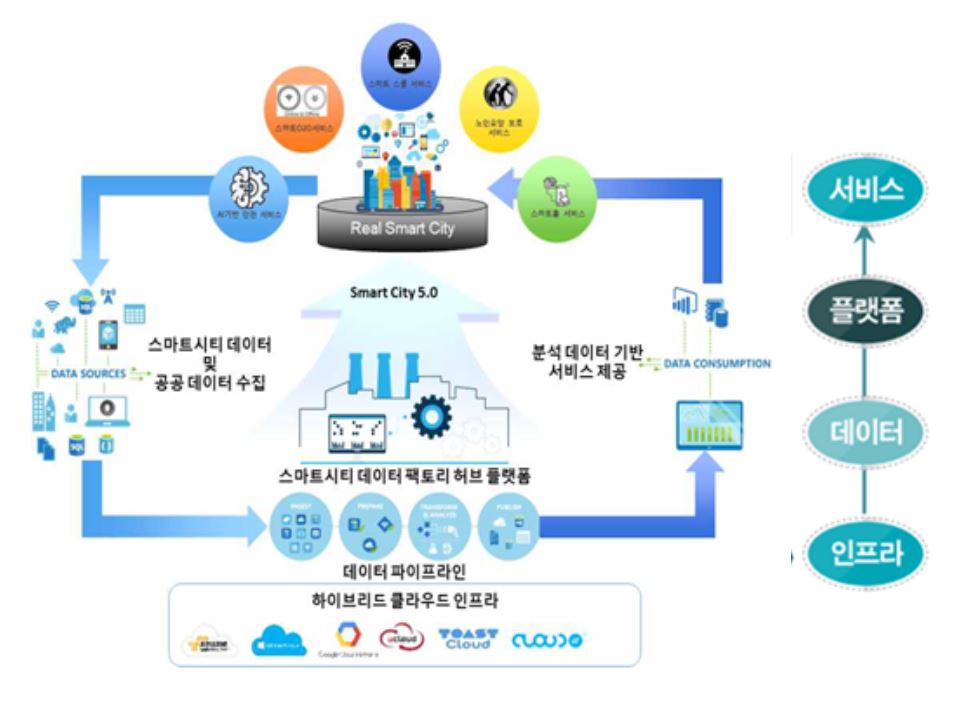 스마트 스쿨 서비스
스마트O2O서비스
노인요양 보호
서비스
AI기반 안전 서비스
스마트홈 서비스
Real Smart City
Smart City 5.0
스마트시티 데이터
및
공공 데이터 수집
DATA SOURCES
SQL
SQL
분석 데이터 기반
서비스 제공
DATA CONSUMPTION
스마트시티 데이터 팩토리 허브 플랫폼
INGEST
PREPARE
TRANSFORM
& ANALYZE
PUBLISH
데이터 파이프라인
하이브리드 클라우드 인프라
ucloud
TOAST
Cloud
서비스
플랫폼
데이터
인프라